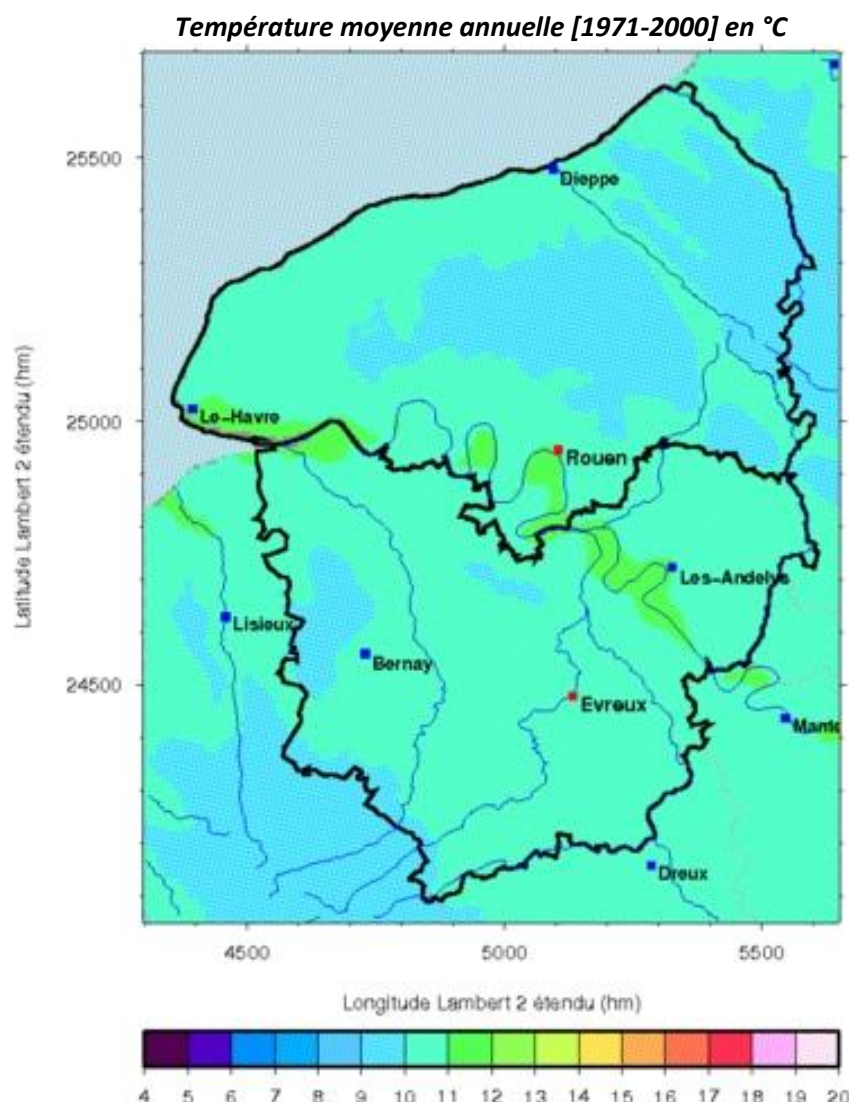 Température moyenne annuelle [1971-2000] en °C
25500
Dieppe
Le-Havre
25000
Rouen
Les-Andelys
Lisieux
Bernay
24500
Evreux
Mante
Dreux
4500 5000 5500
Latitude Lambert 2 étendu (hm)
Longitude Lambert 2 étendu (hm)
4 5 6 7 8 9 10 11 12 13 14 15 16 17 18 19 20